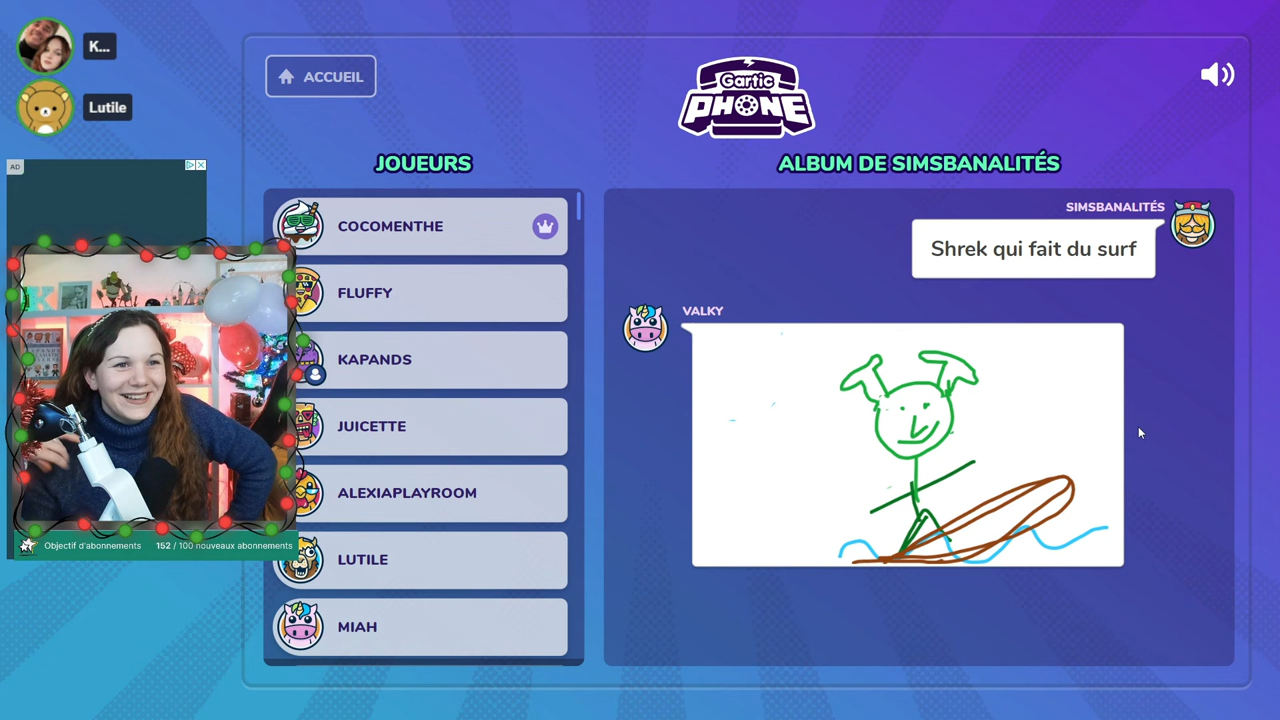 K...
Lutile
ACCUEIL
Gartic
PHONE
AD
JOUEURS
ALBUM DE SIMSBANALITÉS
COCOMENTHE
FLUFFY
KAPANDS
JUICETTE
ALEXIAPLAYROOM
LUTILE
MIAH
SIMSBANALITÉS
Shrek qui fait du surf
VALKY
Objectif d'abonnements 152 / 100 nouveaux abonnements